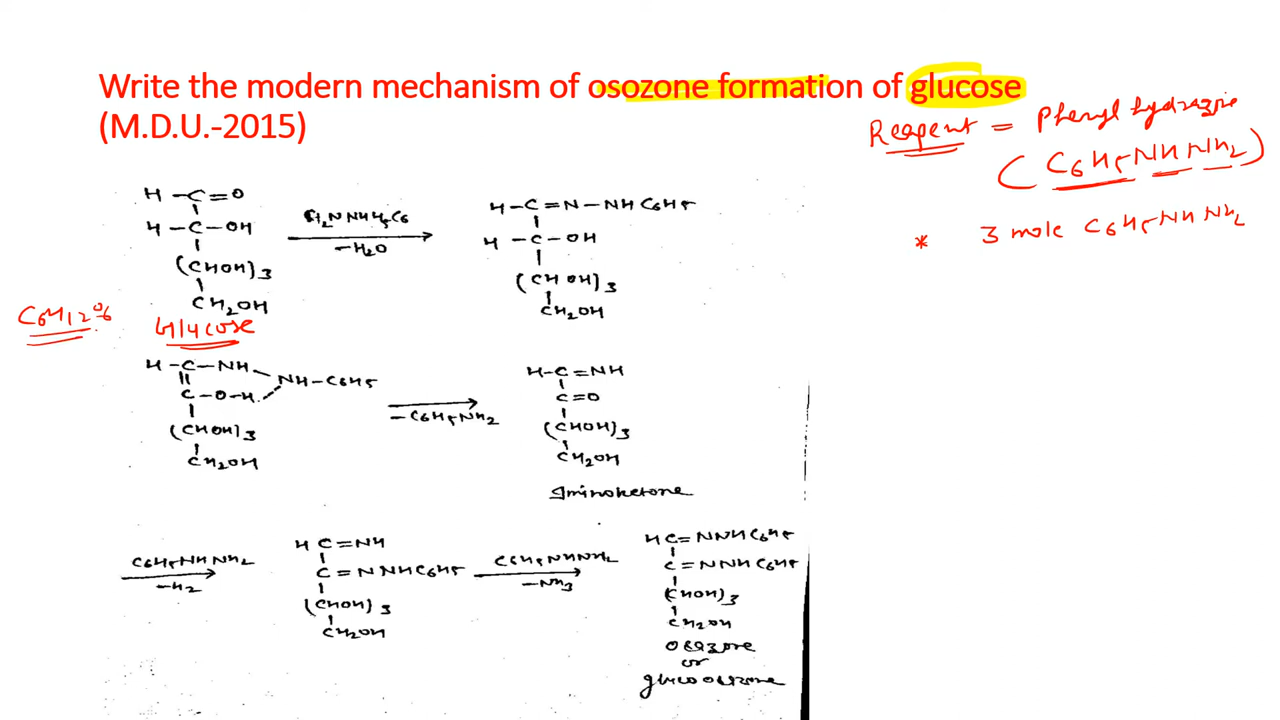 Write the modern mechanism of osozone formation of glucose
(M.D.U.-2015)
Reagent = Phenyl hydrazine
(C6H5NHNH2)
* 3 mole C6H5NHNH2
H-C=O
H-C-OH
(CHOH)3
CH2OH
C6H12O6
Glucose
H2NNHH5C6
-H2O
H-C=N-NHC6H5
H-C-OH
(CHOH)3
CH2OH
H-C-NH
NH-C6H5
C-O-H
(CHOH)3
CH2OH
-C6H5NH2
H-C=NH
C=O
(CHOH)3
CH2OH
Iminoketone
C6H5NHNH2
-H2
HC=NH
C=NNHC6H5
(CHOH)3
CH2OH
C6H5NHNH2
-NH3
HC=NNHC6H5
C=NNHC6H5
(CHOH)3
CH2OH
osazone
or
glucoosazone